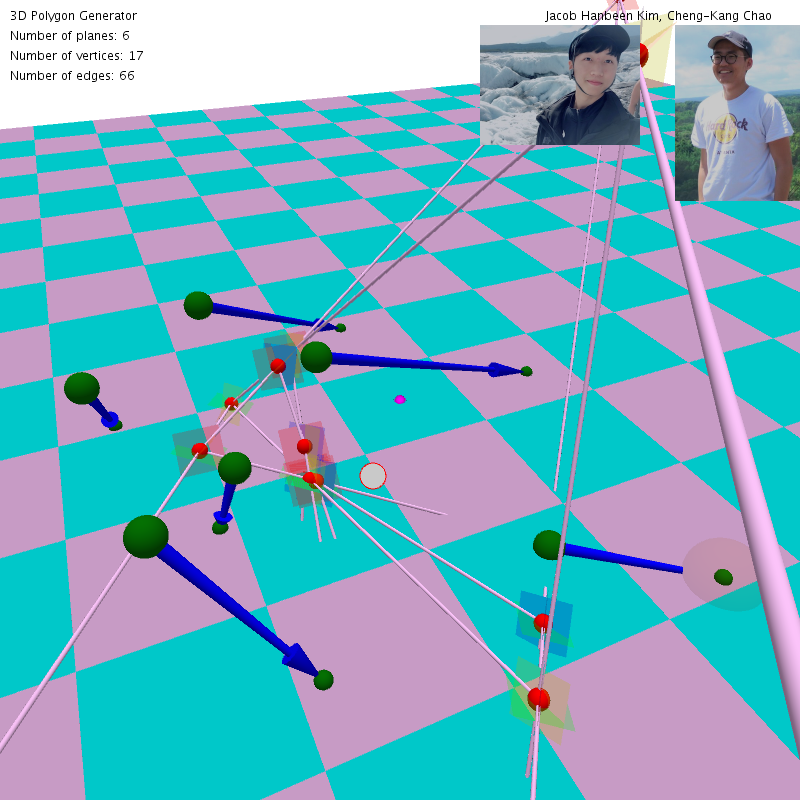 3D Polygon Generator
Jacob Hanbeen Kim, Cheng-Kang Chao
Number of planes: 6
Number of vertices: 17
Number of edges: 66